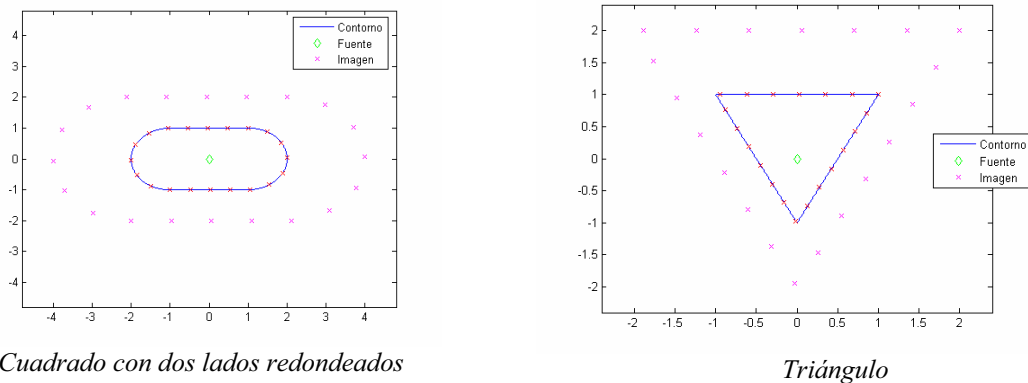 4
3
2
1
0
-1
-2
-3
-4
-4 -3 -2 -1 0 1 2 3 4
Contorno
Fuente
Imagen
Cuadrado con dos lados redondeados
2
1.5
1
0.5
0
-0.5
-1
-1.5
-2
-2 -1.5 -1 -0.5 0 0.5 1 1.5 2
Contorno
Fuente
Imagen
Triángulo